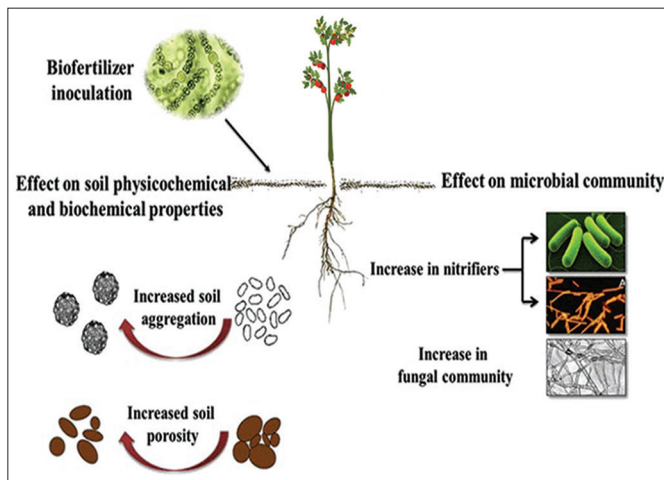 Biofertilizer
inoculation
Effect on soil physicochemical
and biochemical properties
Effect on microbial community
Increase in nitrifiers
A
Increased soil
aggregation
Increase in
fungal community
Increased soil
porosity